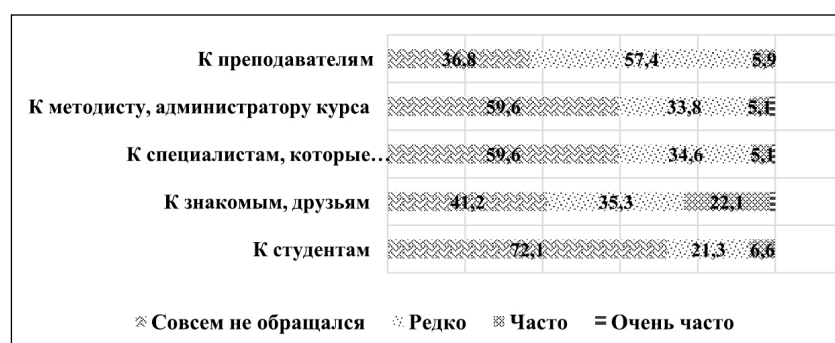 К преподавателям
36,8 57,4 5,9
К методисту, администратору курса
59,6 33,8 5,1
К специалистам, которые…
59,6 34,6 5,1
К знакомым, друзьям
41,2 35,3 22,1
К студентам
72,1 21,3 6,6
Совсем не обращался Редко Часто Очень часто